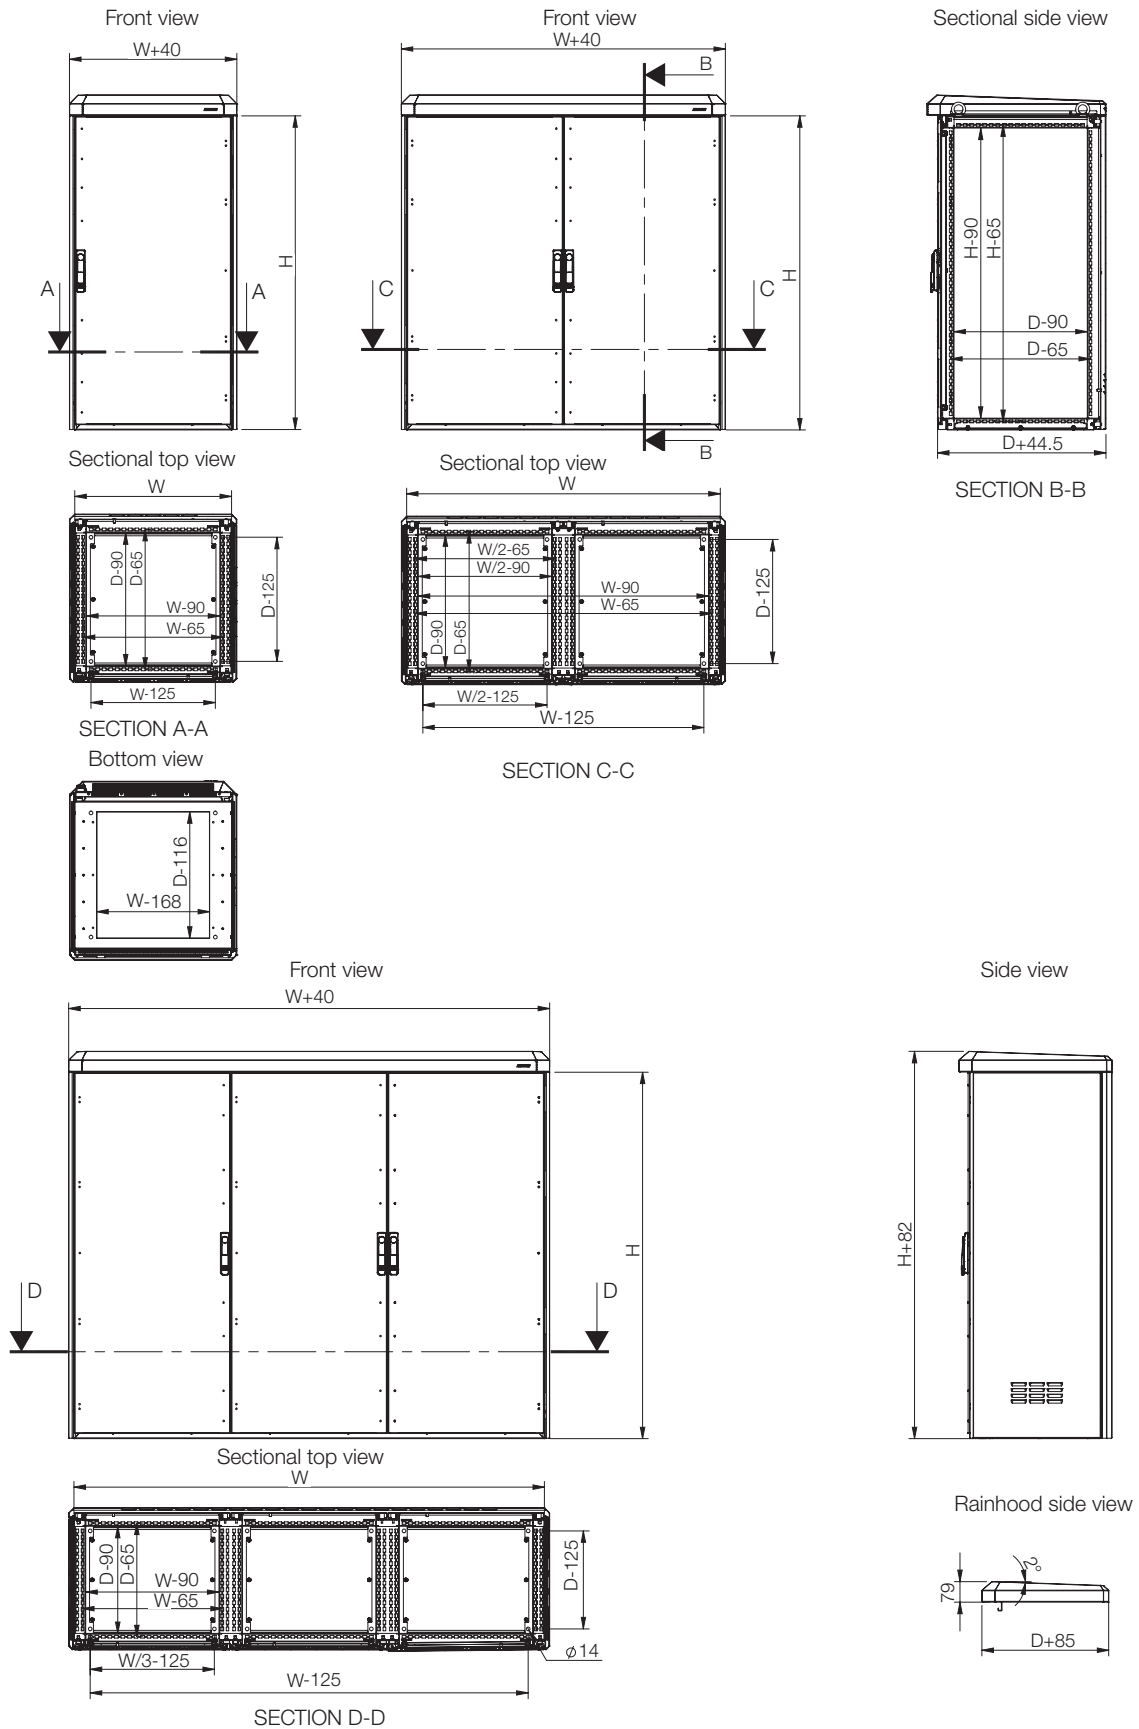 Front view
W+40
H
A
A
Front view
W+40
B
H
C
C
B
Sectional side view
H-90
H-65
D-90
D-65
D+44.5
SECTION B-B
Sectional top view
W
D-90
D-65
D-125
W-90
W-65
W-125
SECTION A-A
Sectional top view
W
W/2-65
W/2-90
W-90
W-65
D-90
D-65
D-125
W/2-125
W-125
SECTION C-C
Bottom view
D-116
W-168
Front view
W+40
H
D
D
Side view
H+82
Sectional top view
W
D-90
D-65
D-125
W-90
W-65
W/3-125
ϕ14
W-125
SECTION D-D
Rainhood side view
79
2°
D+85